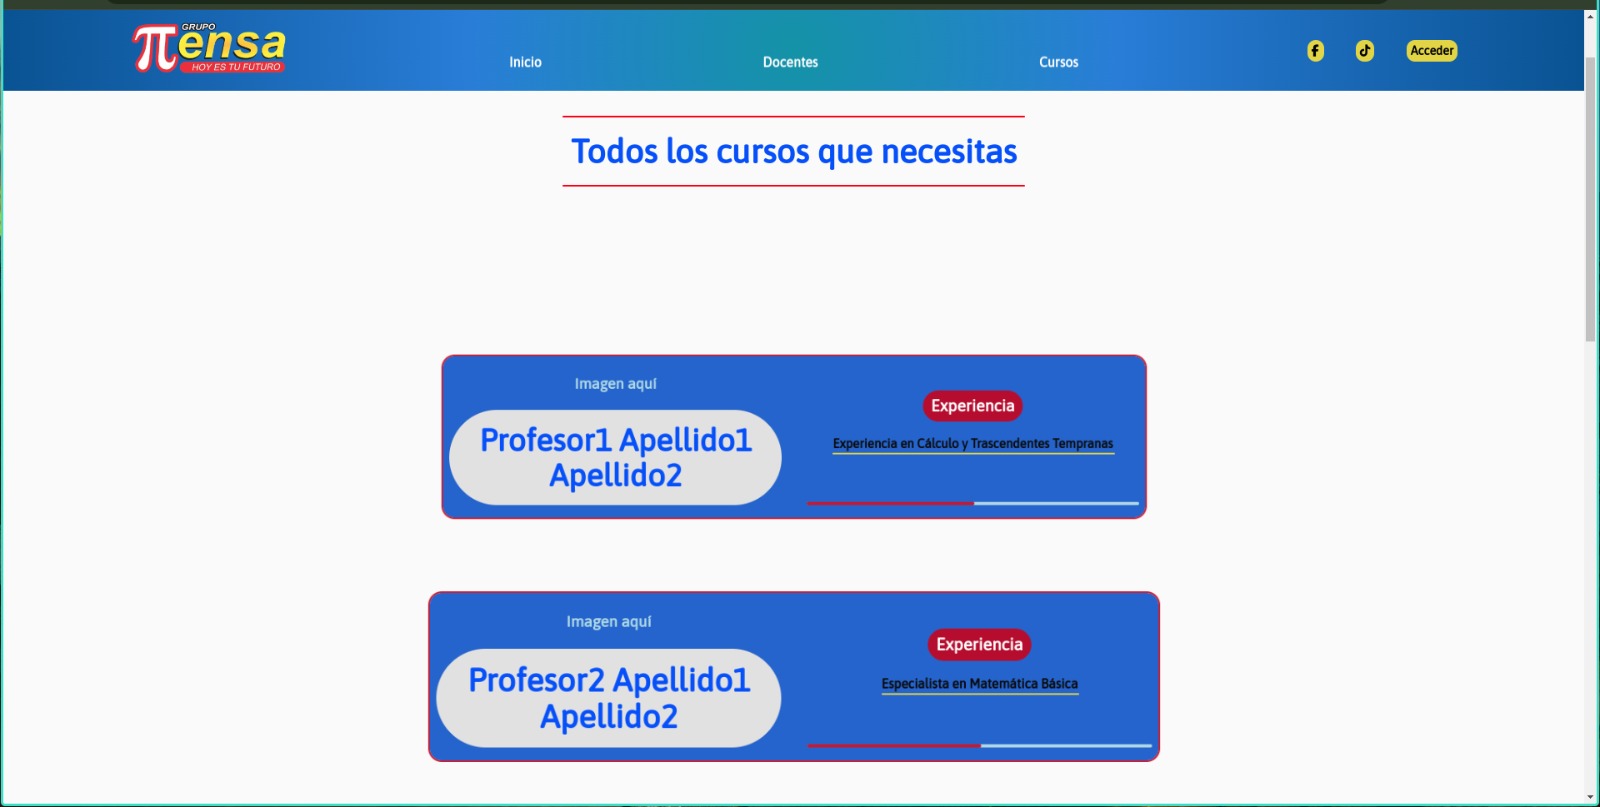 GRUPO
πensa
HOY ES TU FUTURO
Inicio
Docentes
Cursos
Acceder
Todos los cursos que necesitas
Imagen aquí
Profesor1 Apellido1
Apellido2
Experiencia
Experiencia en Cálculo y Trascendentes Tempranas
Imagen aquí
Profesor2 Apellido1
Apellido2
Experiencia
Especialista en Matemática Básica